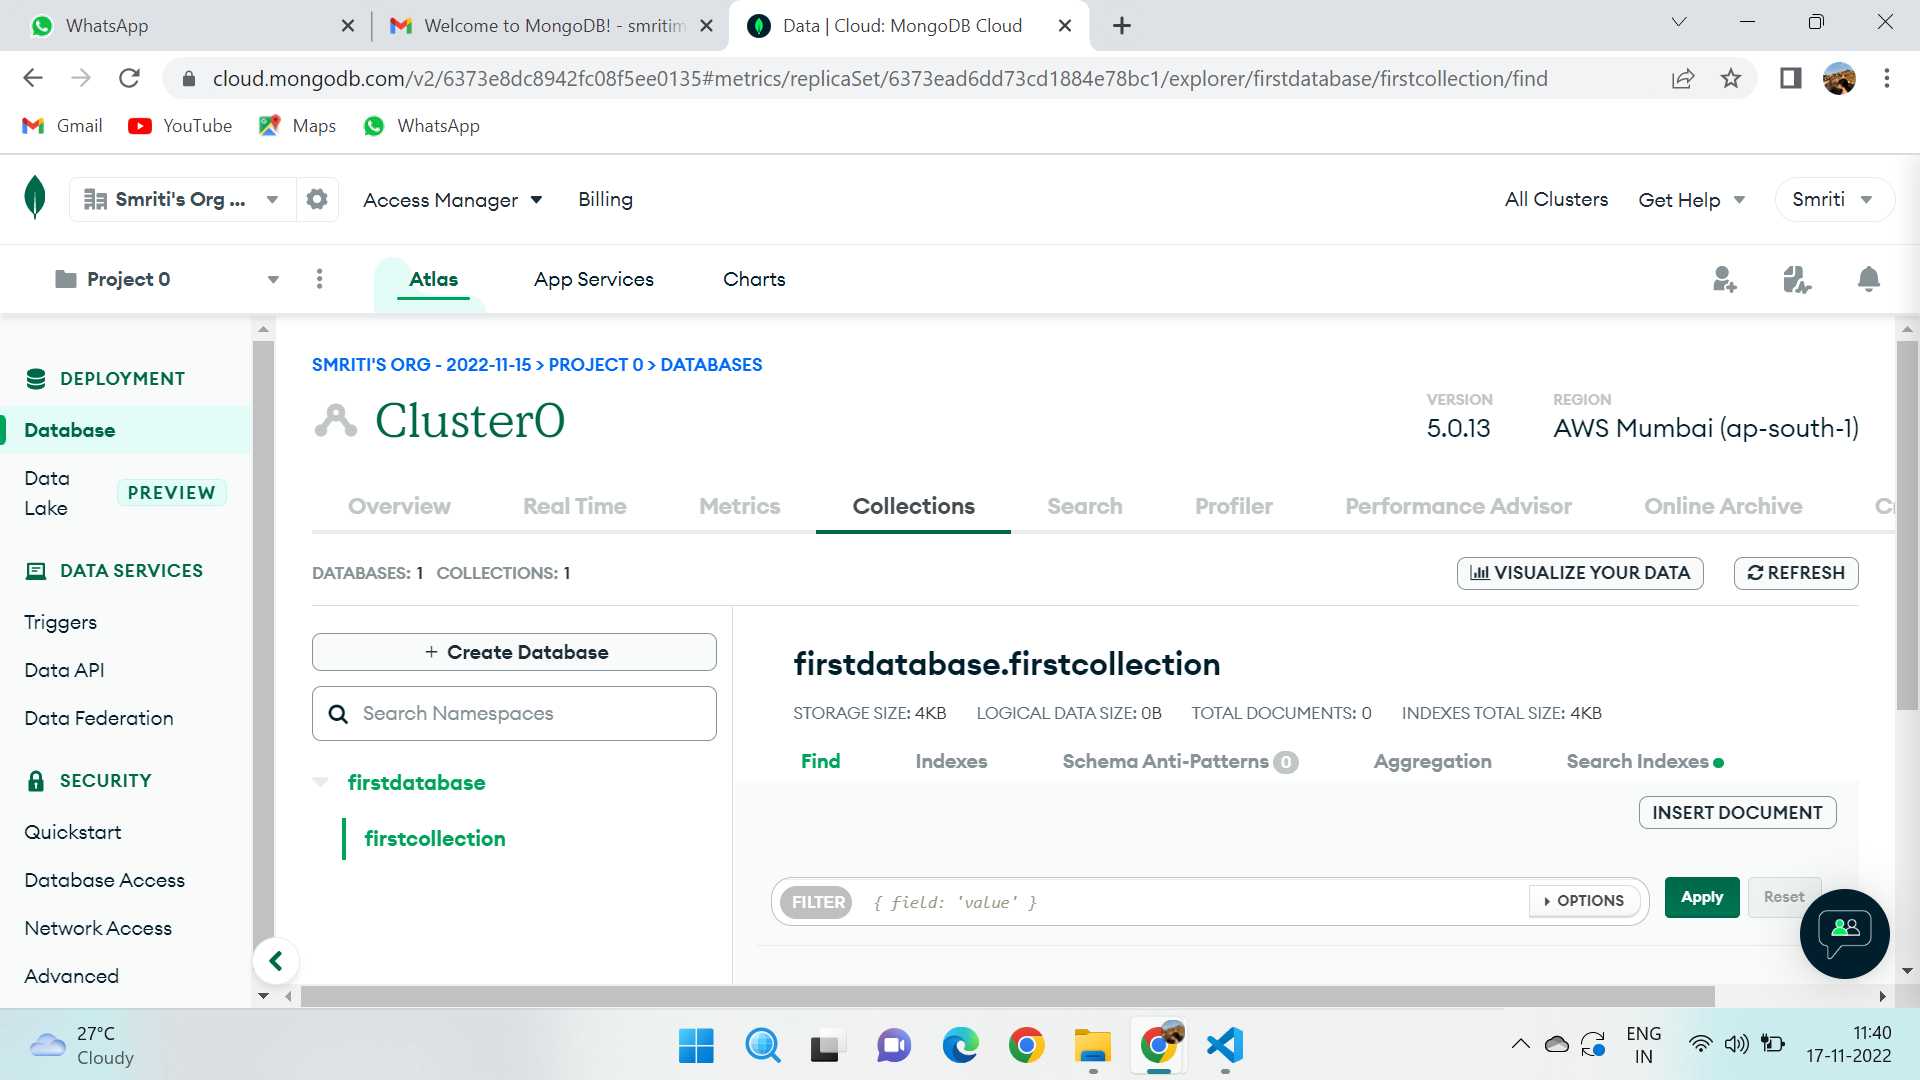 WhatsApp
Welcome to MongoDB! - smritim
Data | Cloud: MongoDB Cloud
cloud.mongodb.com/v2/6373e8dc8942fc08f5ee0135#metrics/replicaSet/6373ead6dd73cd1884e78bc1/explorer/firstdatabase/firstcollection/find
Gmail YouTube Maps WhatsApp
Smriti's Org ... Access Manager Billing All Clusters Get Help Smriti
Project 0 Atlas App Services Charts
DEPLOYMENT
Database
Data
Lake
PREVIEW
DATA SERVICES
Triggers
Data API
Data Federation
SECURITY
Quickstart
Database Access
Network Access
Advanced
SMRITI'S ORG - 2022-11-15 > PROJECT 0 > DATABASES
Cluster0
VERSION
5.0.13
REGION
AWS Mumbai (ap-south-1)
Overview Real Time Metrics Collections Search Profiler Performance Advisor Online Archive
DATABASES: 1 COLLECTIONS: 1
VISUALIZE YOUR DATA REFRESH
+ Create Database
Search Namespaces
firstdatabase
firstcollection
firstdatabase.firstcollection
STORAGE SIZE: 4KB LOGICAL DATA SIZE: 0B TOTAL DOCUMENTS: 0 INDEXES TOTAL SIZE: 4KB
Find Indexes Schema Anti-Patterns 0 Aggregation Search Indexes
INSERT DOCUMENT
FILTER { field: 'value' } OPTIONS Apply Reset
27°C
Cloudy
ENG
IN
11:40
17-11-2022